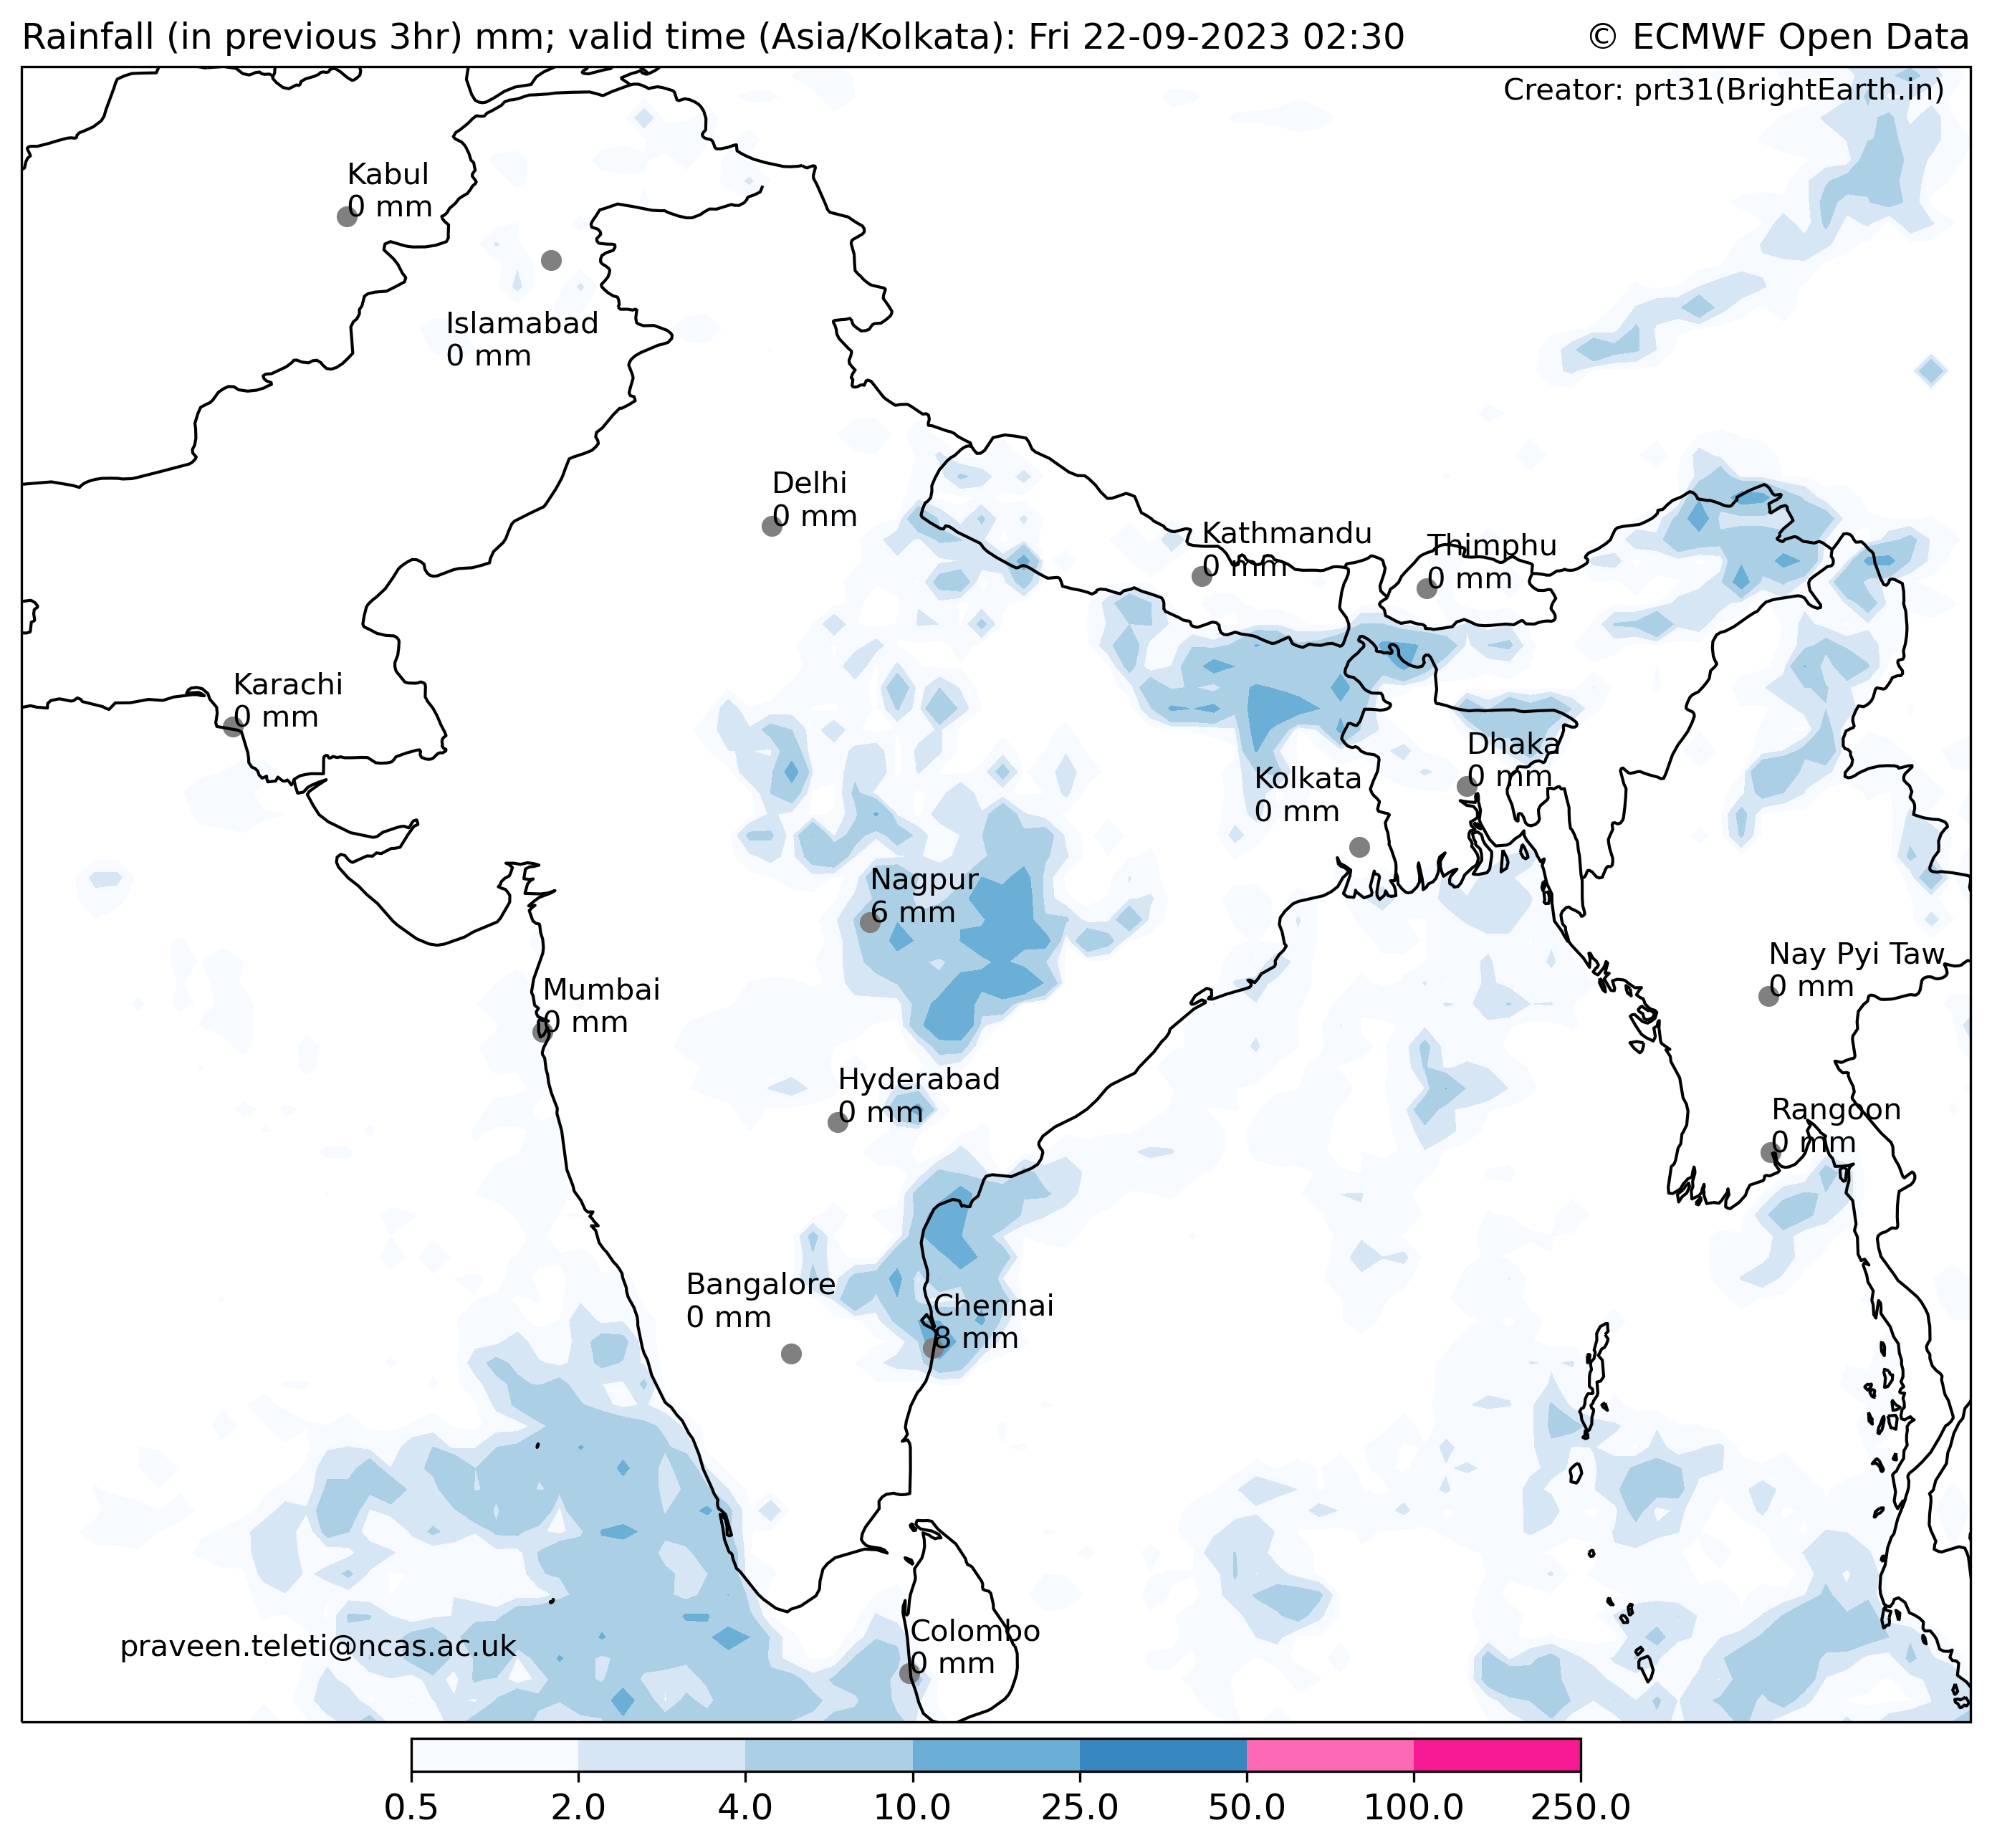 Rainfall (in previous 3hr) mm; valid time (Asia/Kolkata): Fri 22-09-2023 02:30
© ECMWF Open Data
Creator: prt31(BrightEarth.in)
Kabul
0 mm
Islamabad
0 mm
Delhi
0 mm
Kathmandu
0 mm
Thimphu
0 mm
Karachi
0 mm
Dhaka
0 mm
Kolkata
0 mm
Nagpur
6 mm
Nay Pyi Taw
0 mm
Mumbai
0 mm
Hyderabad
0 mm
Rangoon
0 mm
Bangalore
0 mm
Chennai
8 mm
Colombo
0 mm
praveen.teleti@ncas.ac.uk
0.5 2.0 4.0 10.0 25.0 50.0 100.0 250.0